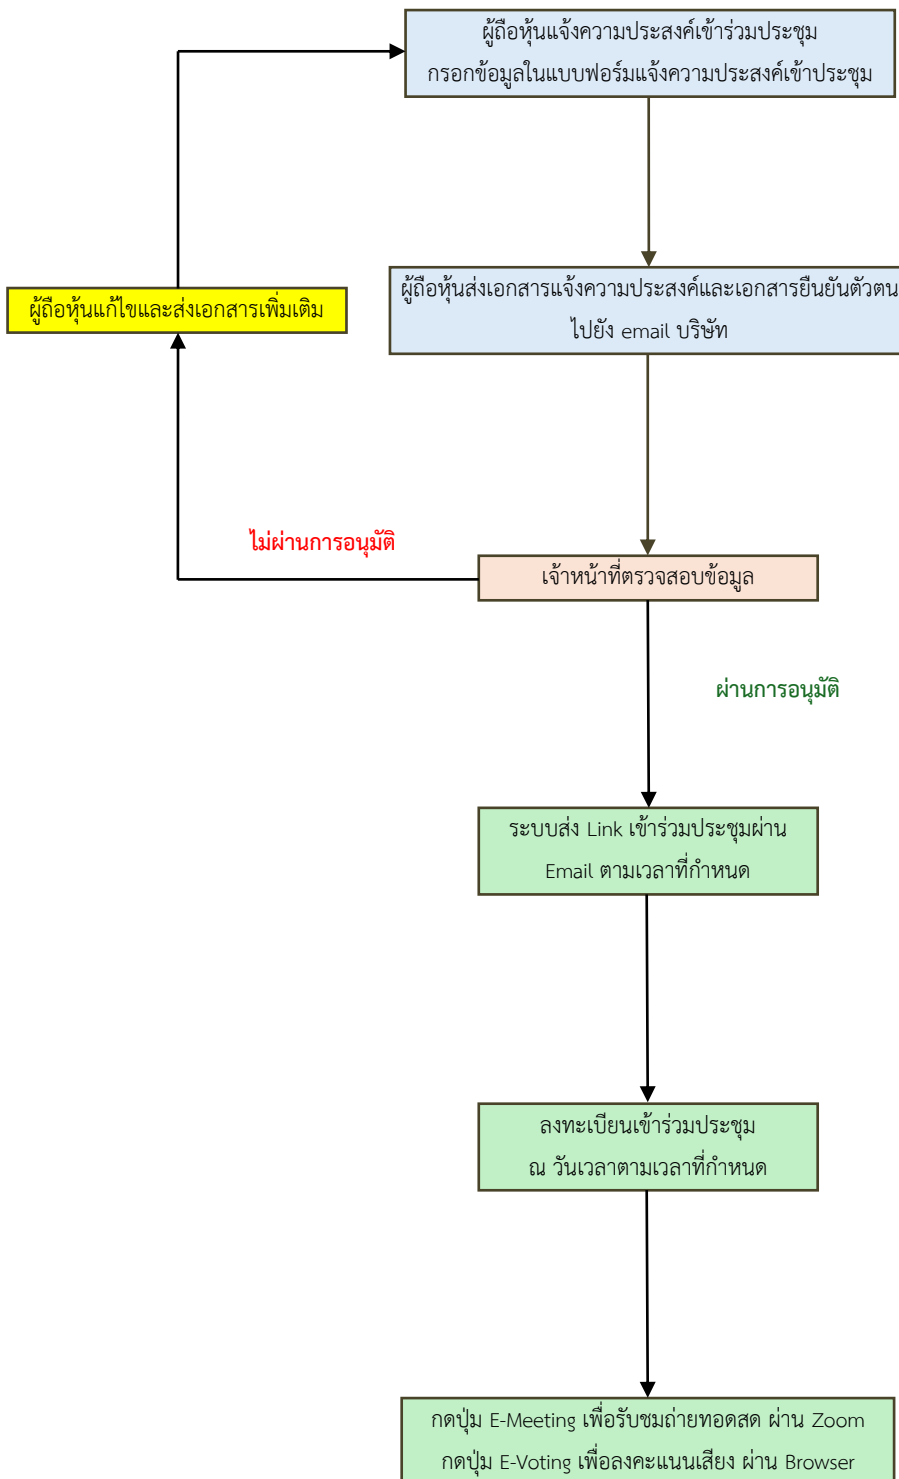 ผู้ถือหุ้นแจ้งความประสงค์เข้าร่วมประชุม
กรอกข้อมูลในแบบฟอร์มแจ้งความประสงค์เข้าประชุม
ผู้ถือหุ้นส่งเอกสารแจ้งความประสงค์และเอกสารยืนยันตัวตน
ไปยัง email บริษัท
ผู้ถือหุ้นแก้ไขและส่งเอกสารเพิ่มเติม
ไม่ผ่านการอนุมัติ
เจ้าหน้าที่ตรวจสอบข้อมูล
ผ่านการอนุมัติ
ระบบส่ง Link เข้าร่วมประชุมผ่าน
Email ตามเวลาที่กำหนด
ลงทะเบียนเข้าร่วมประชุม
ณ วันเวลาตามเวลาที่กำหนด
กดปุ่ม E-Meeting เพื่อรับชมถ่ายทอดสด ผ่าน Zoom
กดปุ่ม E-Voting เพื่อลงคะแนนเสียง ผ่าน Browser